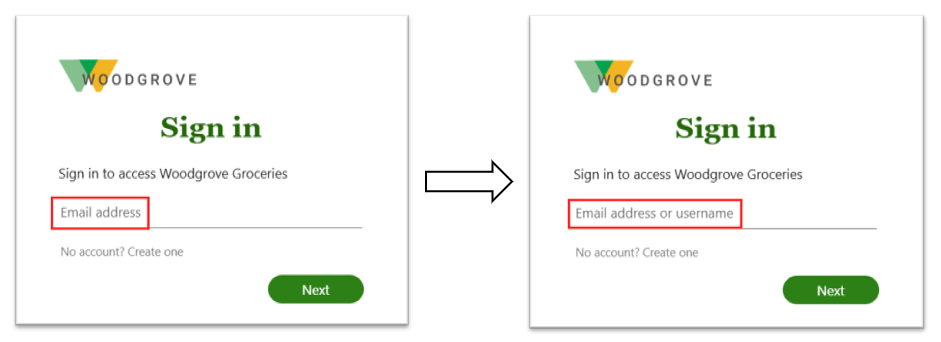 WOODGROVE
Sign in
Sign in to access Woodgrove Groceries
Email address
No account? Create one
Next
WOODGROVE
Sign in
Sign in to access Woodgrove Groceries
Email address or username
No account? Create one
Next